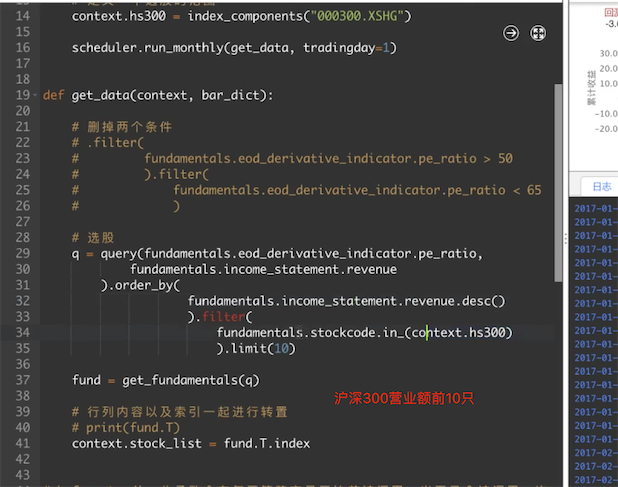 14 context.hs300 = index_components("000300.XSHG")
15
16 scheduler.run_monthly(get_data, tradingday=1)
17
18
19 def get_data(context, bar_dict):
20
21 # 删掉两个条件
22 # .filter(
23 # fundamentals.eod_derivative_indicator.pe_ratio > 50
24 # ).filter(
25 # fundamentals.eod_derivative_indicator.pe_ratio < 65
26 # )
27
28 # 选股
29 q = query(fundamentals.eod_derivative_indicator.pe_ratio,
30 fundamentals.income_statement.revenue
31 ).order_by(
32 fundamentals.income_statement.revenue.desc()
33 ).filter(
34 fundamentals.stockcode.in_(context.hs300)
35 ).limit(10)
36
37 fund = get_fundamentals(q)
38
沪深300营业额前10只
39 # 行列内容以及索引一起进行转置
40 # print(fund.T)
41 context.stock_list = fund.T.index
42
43
累计收益
30.00
20.0
10.0
-10.0
-20.0
日志
2017-01-
2017-01-
2017-01-
2017-01-
2017-01-
2017-01-
2017-01-
2017-01-
2017-01-
2017-01-
2017-01-
2017-01-
2017-01-
2017-01-
2017-02-
2017-02-
2017-02-